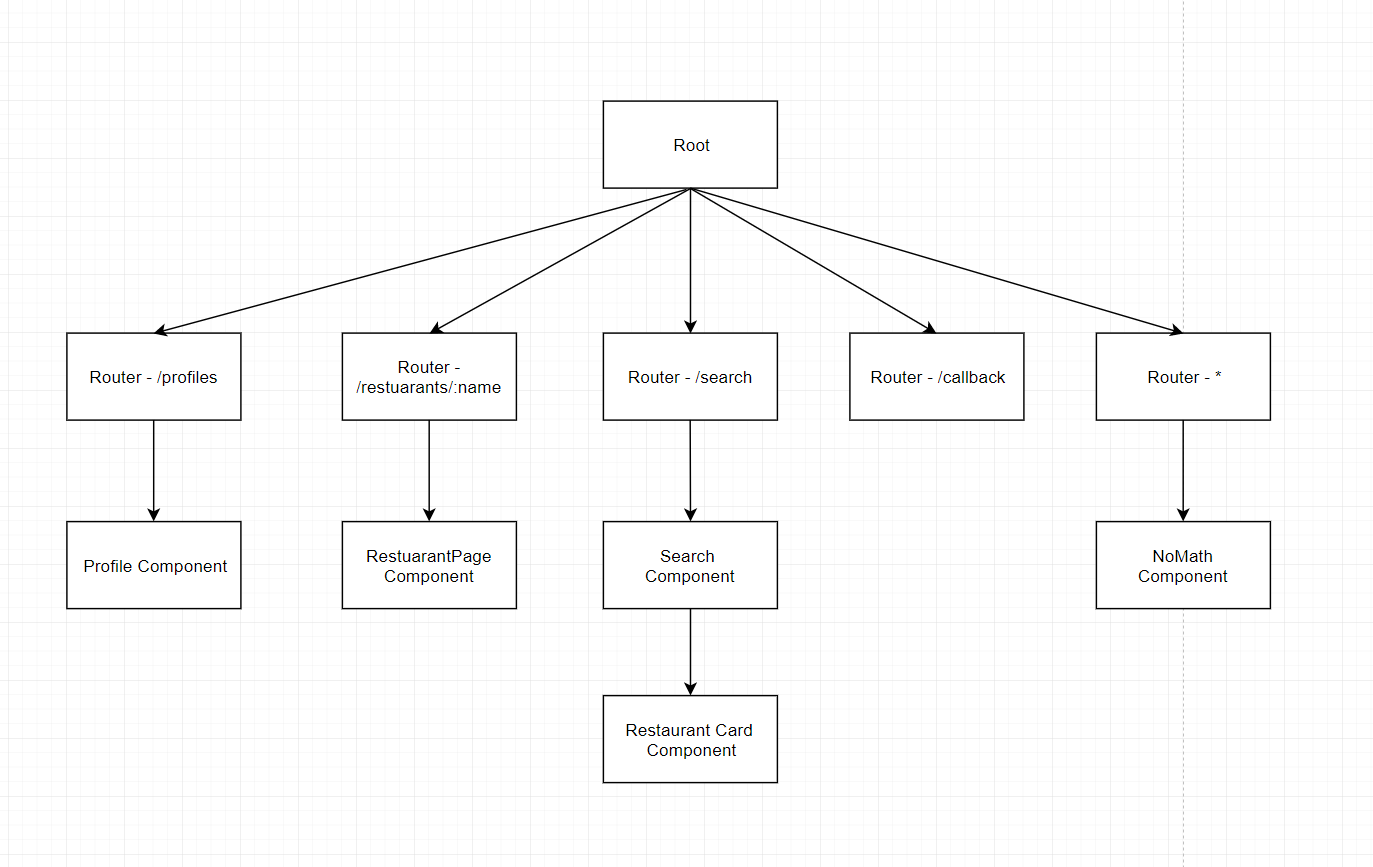 Root
Router - /profiles
Router -
/restuarants/:name
Router - /search
Router - /callback
Router - *
Profile Component
RestuarantPage
Component
Search
Component
NoMath
Component
Restaurant Card
Component